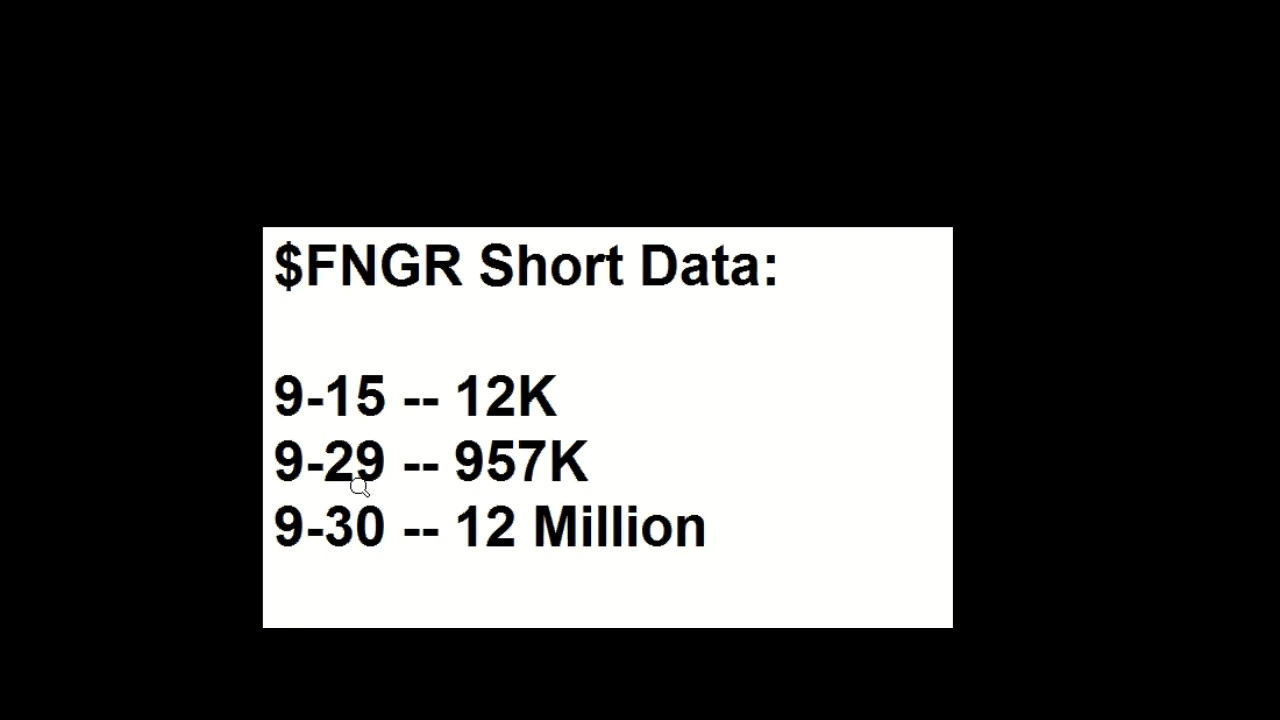 $FNGR Short Data:
9-15 -- 12K
9-29 -- 957K
9-30 -- 12 Million